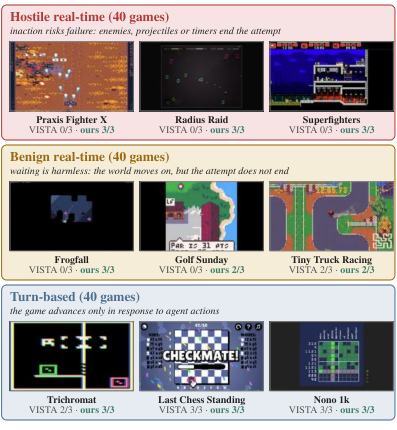 Hostile real-time (40 games)
inaction risks failure: enemies, projectiles or timers end the attempt
Praxis Fighter X
VISTA 0/3 · ours 3/3
Radius Raid
VISTA 0/3 · ours 3/3
Superfighters
VISTA 0/3 · ours 3/3
Benign real-time (40 games)
waiting is harmless: the world moves on, but the attempt does not end
PAR IS 31 APTS
Frogfall
VISTA 0/3 · ours 3/3
Golf Sunday
VISTA 0/3 · ours 2/3
Tiny Truck Racing
VISTA 2/3 · ours 2/3
Turn-based (40 games)
the game advances only in response to agent actions
CHECKMATE!
Trichromat
VISTA 2/3 · ours 3/3
Last Chess Standing
VISTA 3/3 · ours 3/3
Nono 1k
VISTA 3/3 · ours 3/3